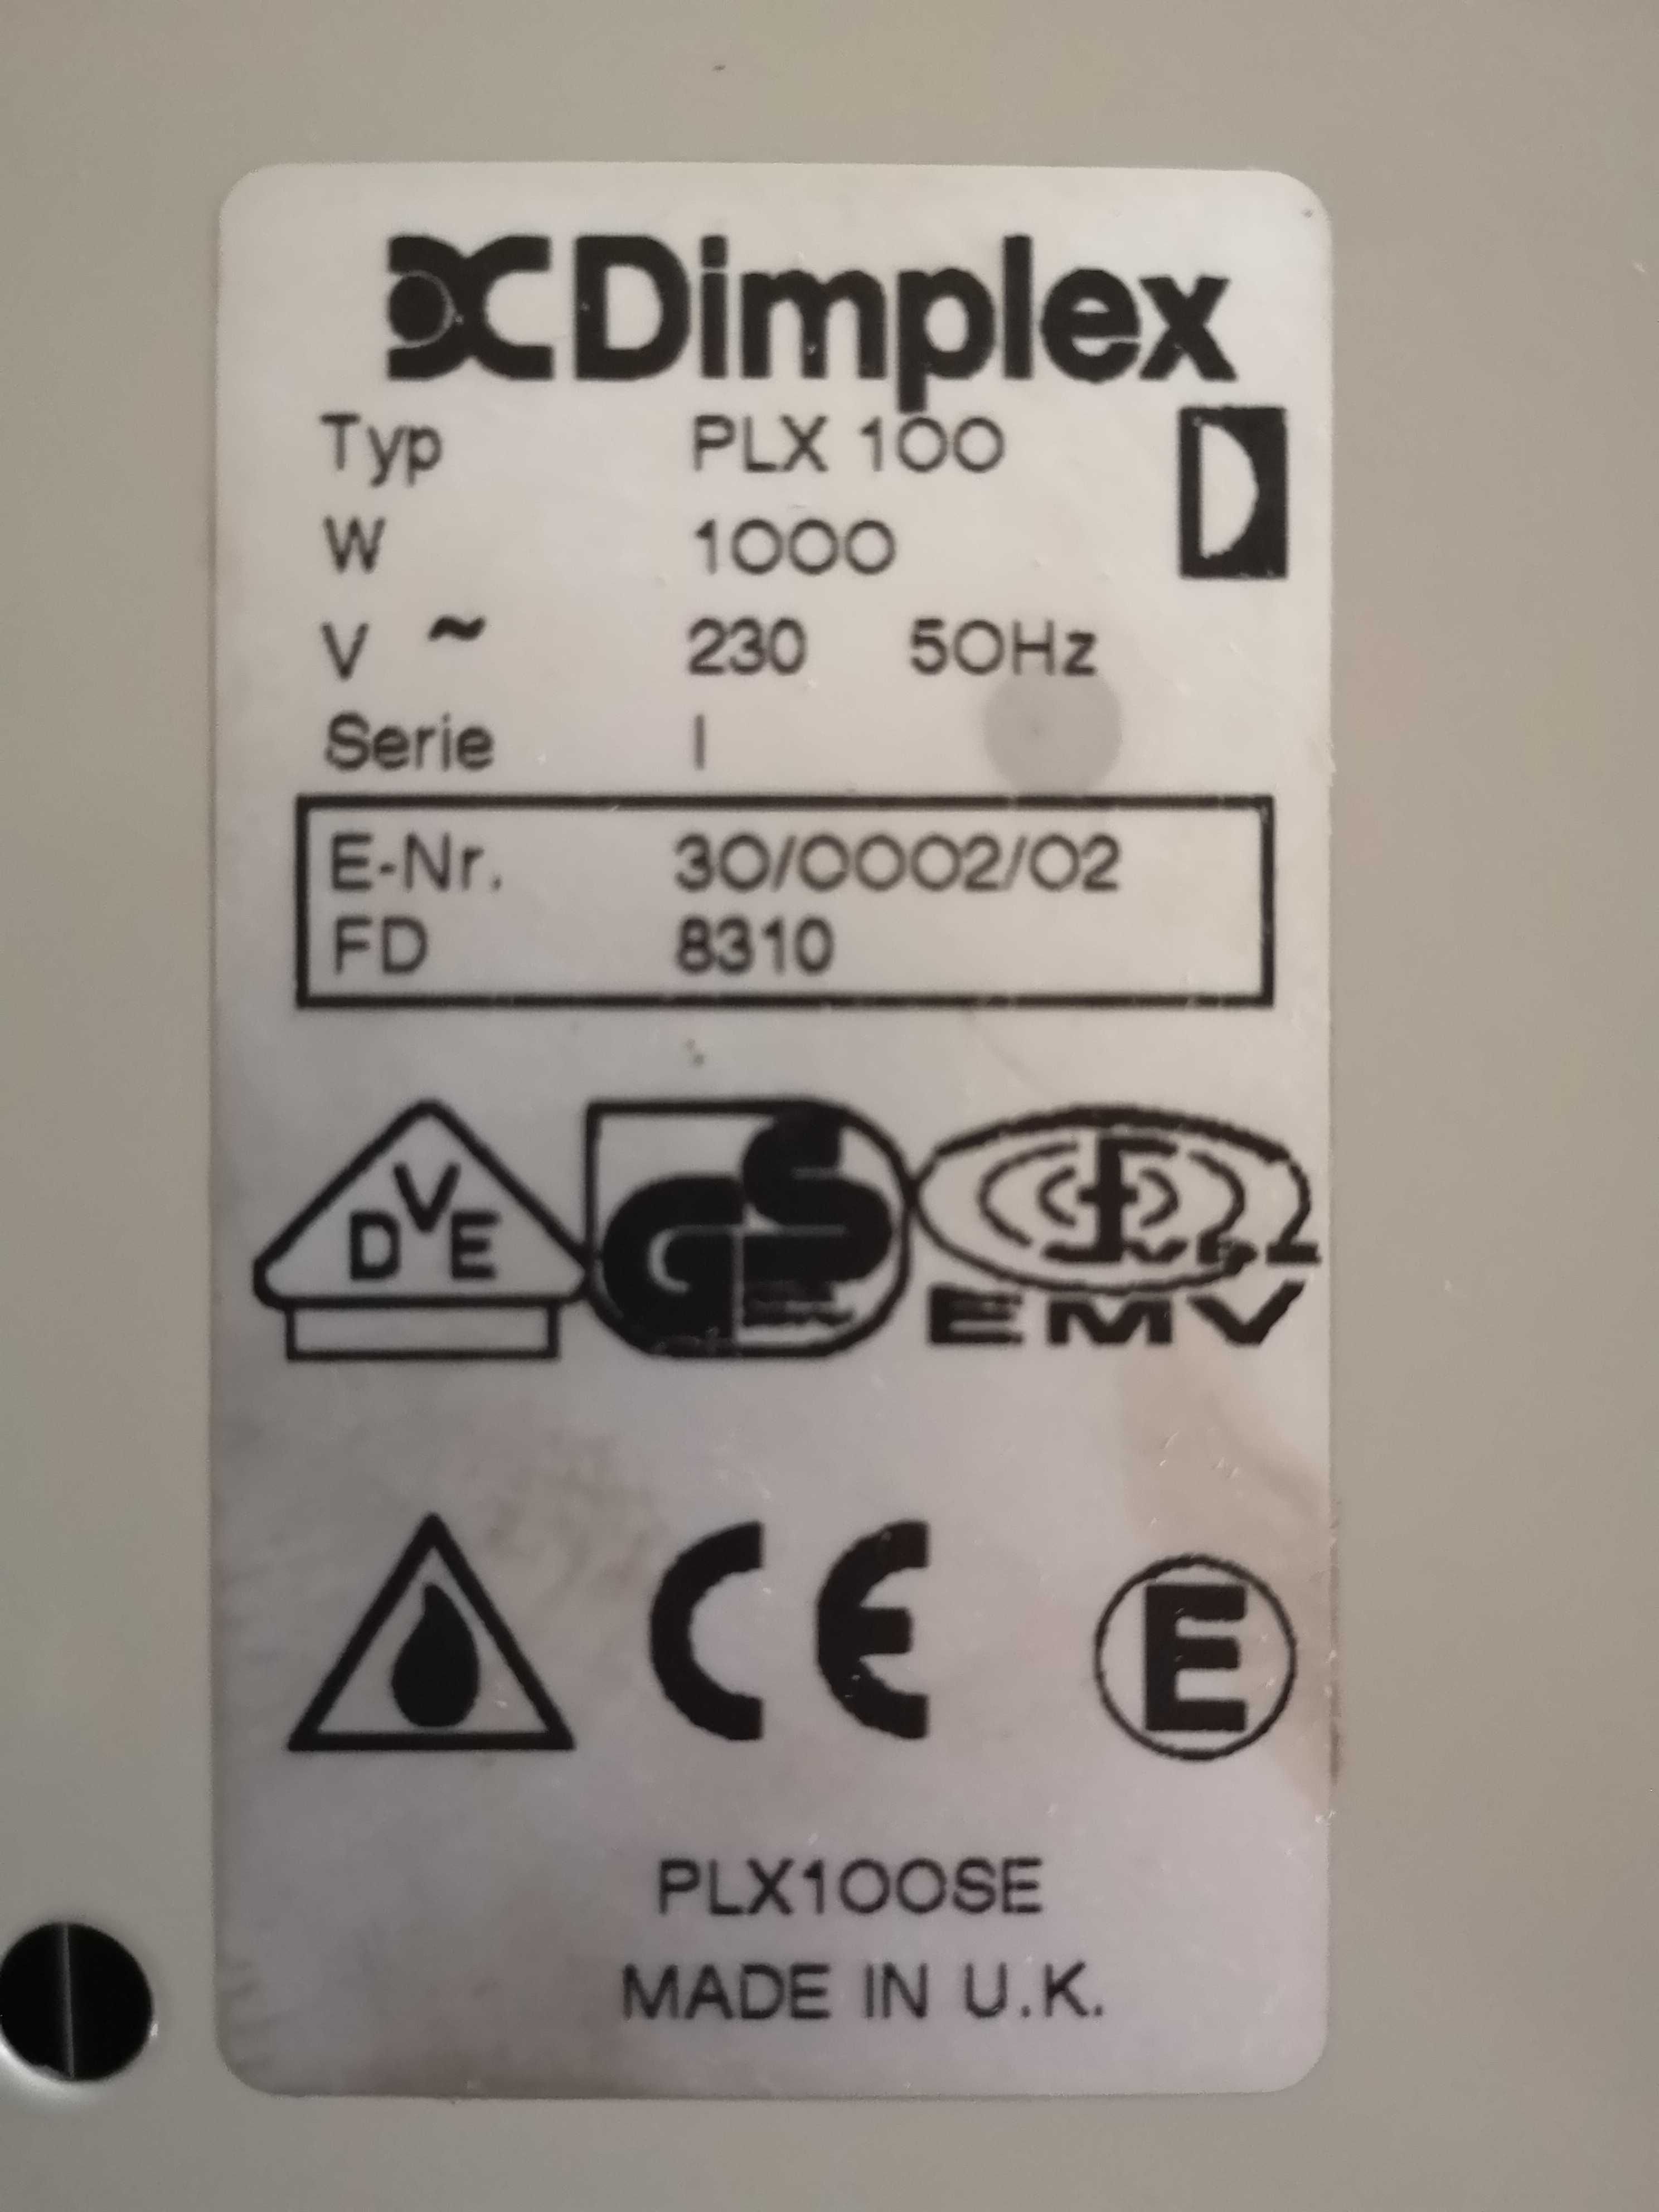 Dimplex
Typ PLX 100
W 1000
V ~ 230 50Hz
Serie I
E-Nr. 30/0002/02
FD 8310
DVE GS
EMV
CE E
PLX100SE
MADE IN U.K.